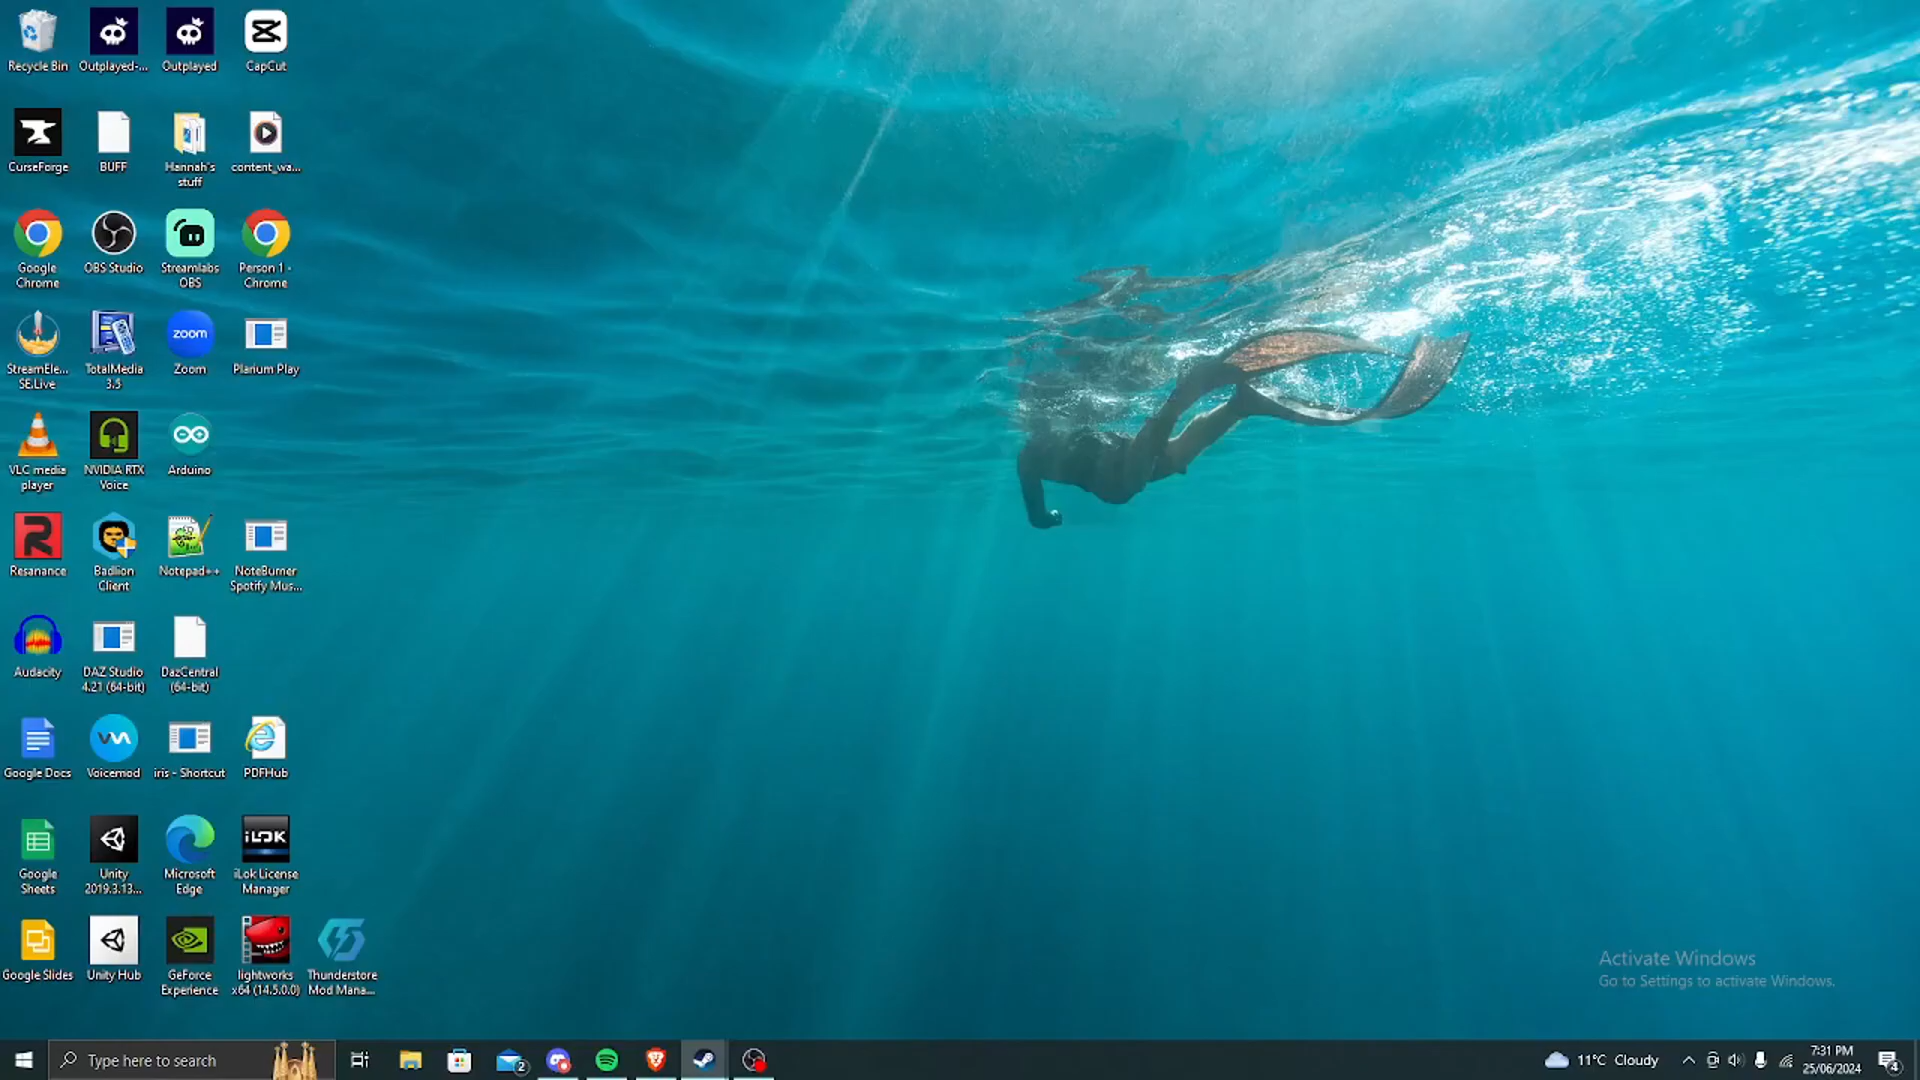 Recycle Bin
Outplayed-...
Outplayed
CapCut
CurseForge
BUFF
Hannah's
stuff
content_wa...
Google
Chrome
OBS Studio
Streamlabs
OBS
Person 1 -
Chrome
StreamEle...
SE.Live
TotalMedia
3.5
zoom
Zoom
Plarium Play
VLC media
player
NVIDIA RTX
Voice
Arduino
Resanance
Badlion
Client
Notepad++
NoteBurner
Spotify Mus...
Audacity
DAZ Studio
4.21 (64-bit)
DazCentral
(64-bit)
Google Docs
Voicemod
iris - Shortcut
PDFHub
Google
Sheets
Unity
2019.3.13...
Microsoft
Edge
iLOK
iLok License
Manager
Google Slides
Unity Hub
GeForce
Experience
lightworks
x64 (14.5.0.0)
Thunderstore
Mod Mana...
Activate Windows
Go to Settings to activate Windows.
Type here to search
2
11°C Cloudy
7:31 PM
25/06/2024
4